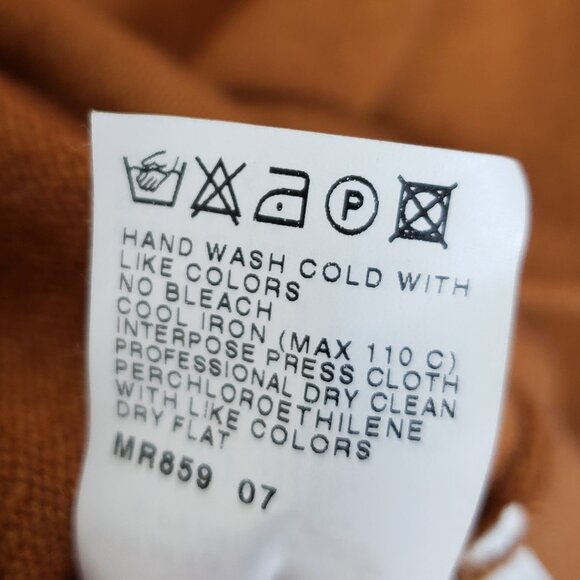 P
HAND WASH COLD WITH
LIKE COLORS
NO BLEACH
COOL IRON (MAX 110 C)
INTERPOSE PRESS CLOTH
PROFESSIONAL DRY CLEAN
PERCHLOROETHILENE
WITH LIKE COLORS
DRY FLAT
MR859 07